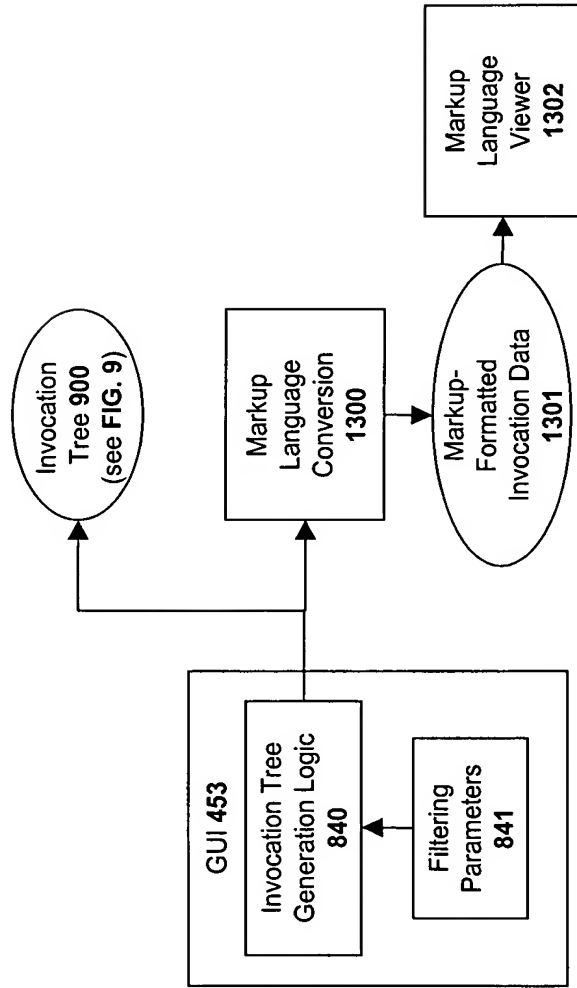 GUI 453
Invocation Tree
Generation Logic
840
Filtering
Parameters
841
Invocation
Tree 900
(see FIG. 9)
Markup
Language
Conversion
1300
Markup-
Formatted
Invocation Data
1301
Markup
Language
Viewer
1302